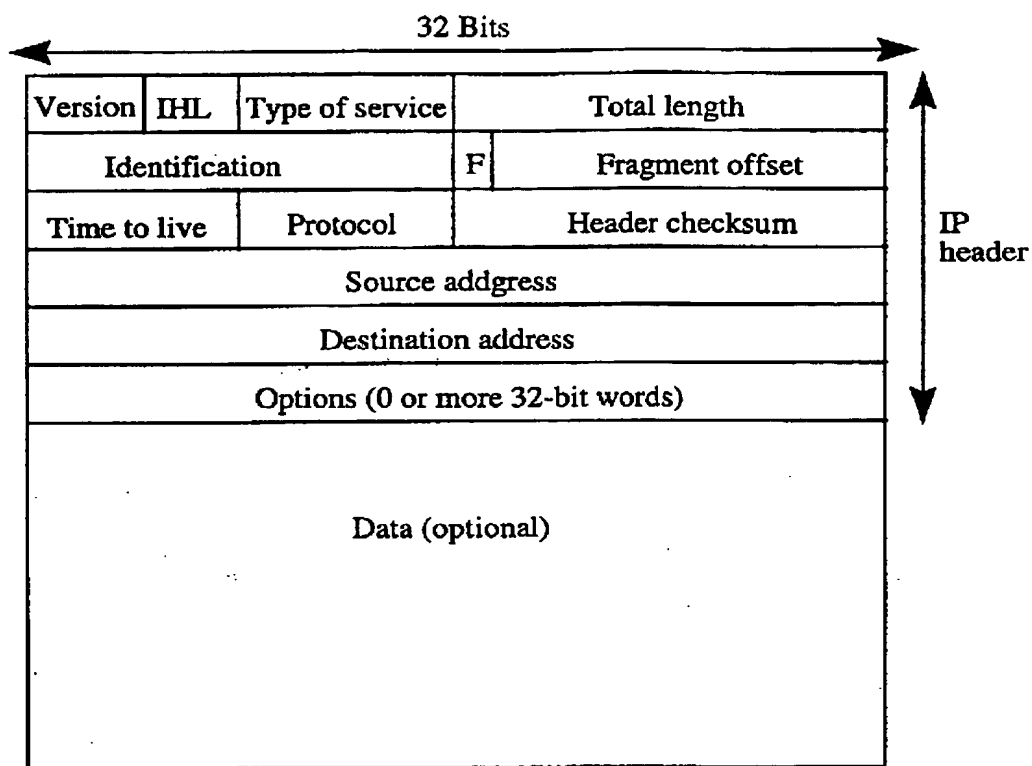 32 Bits
Version IHL Type of service Total length
Identification F Fragment offset
Time to live Protocol Header checksum
Source addgress
Destination address
Options (0 or more 32-bit words)
IP
header
Data (optional)